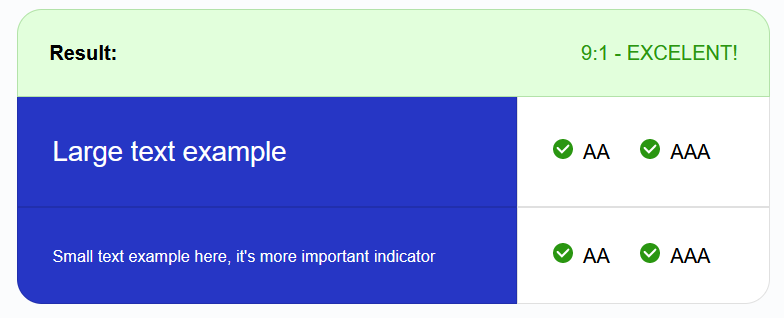 Result: 9:1 - EXCELENT!
Large text example AA AAA
Small text example here, it's more important indicator AA AAA